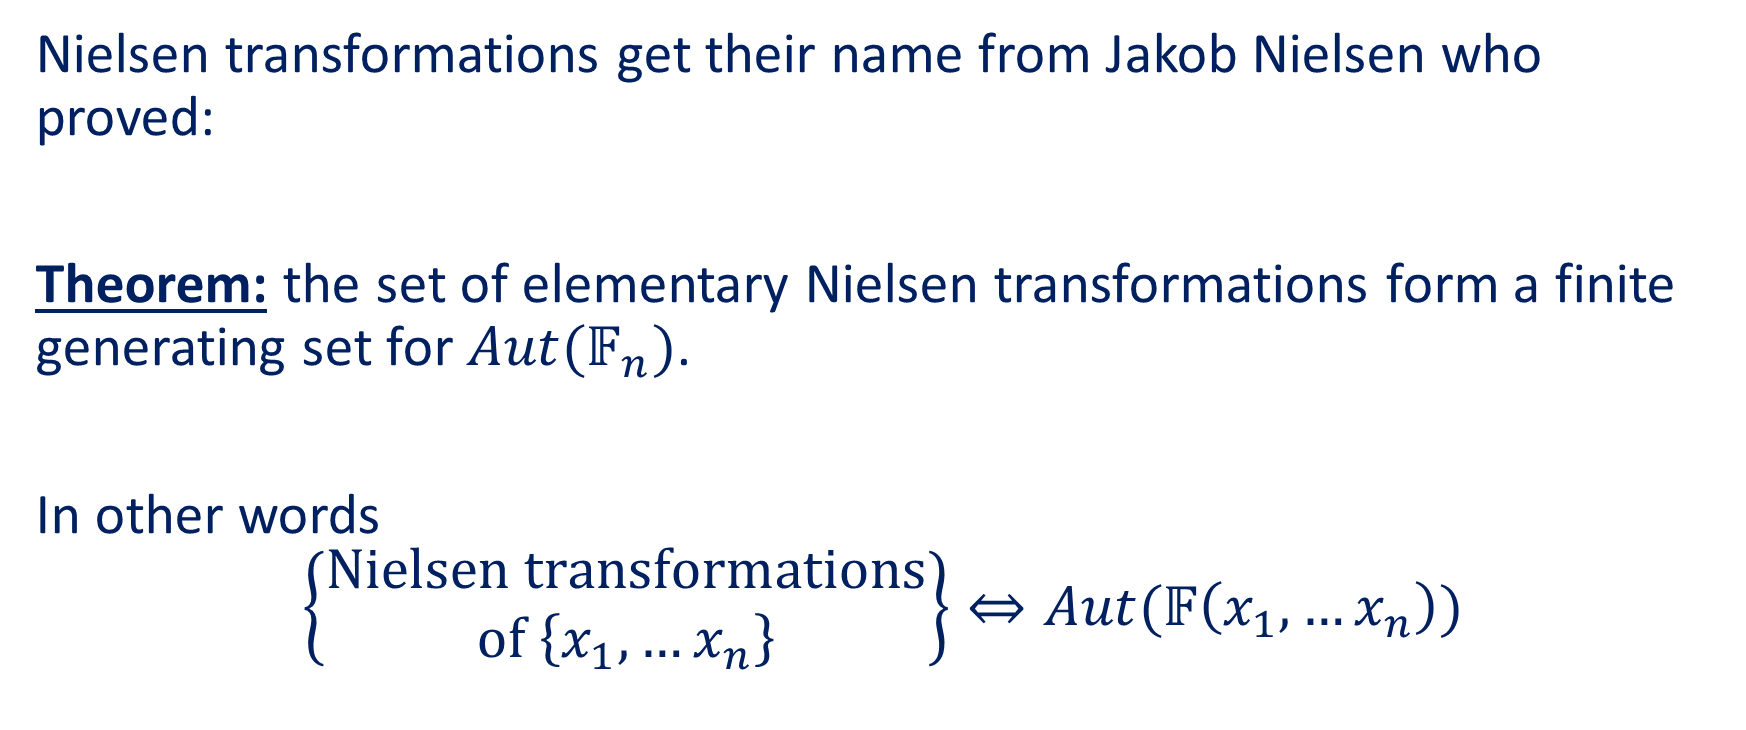 Nielsen transformations get their name from Jakob Nielsen who
proved:
Theorem: the set of elementary Nielsen transformations form a finite
generating set for 𝐴𝑢𝑡(𝔽ₙ).
In other words
{Nielsen transformations
of {x₁, … xₙ}} ⇔ 𝐴𝑢𝑡(𝔽(x₁, … xₙ))